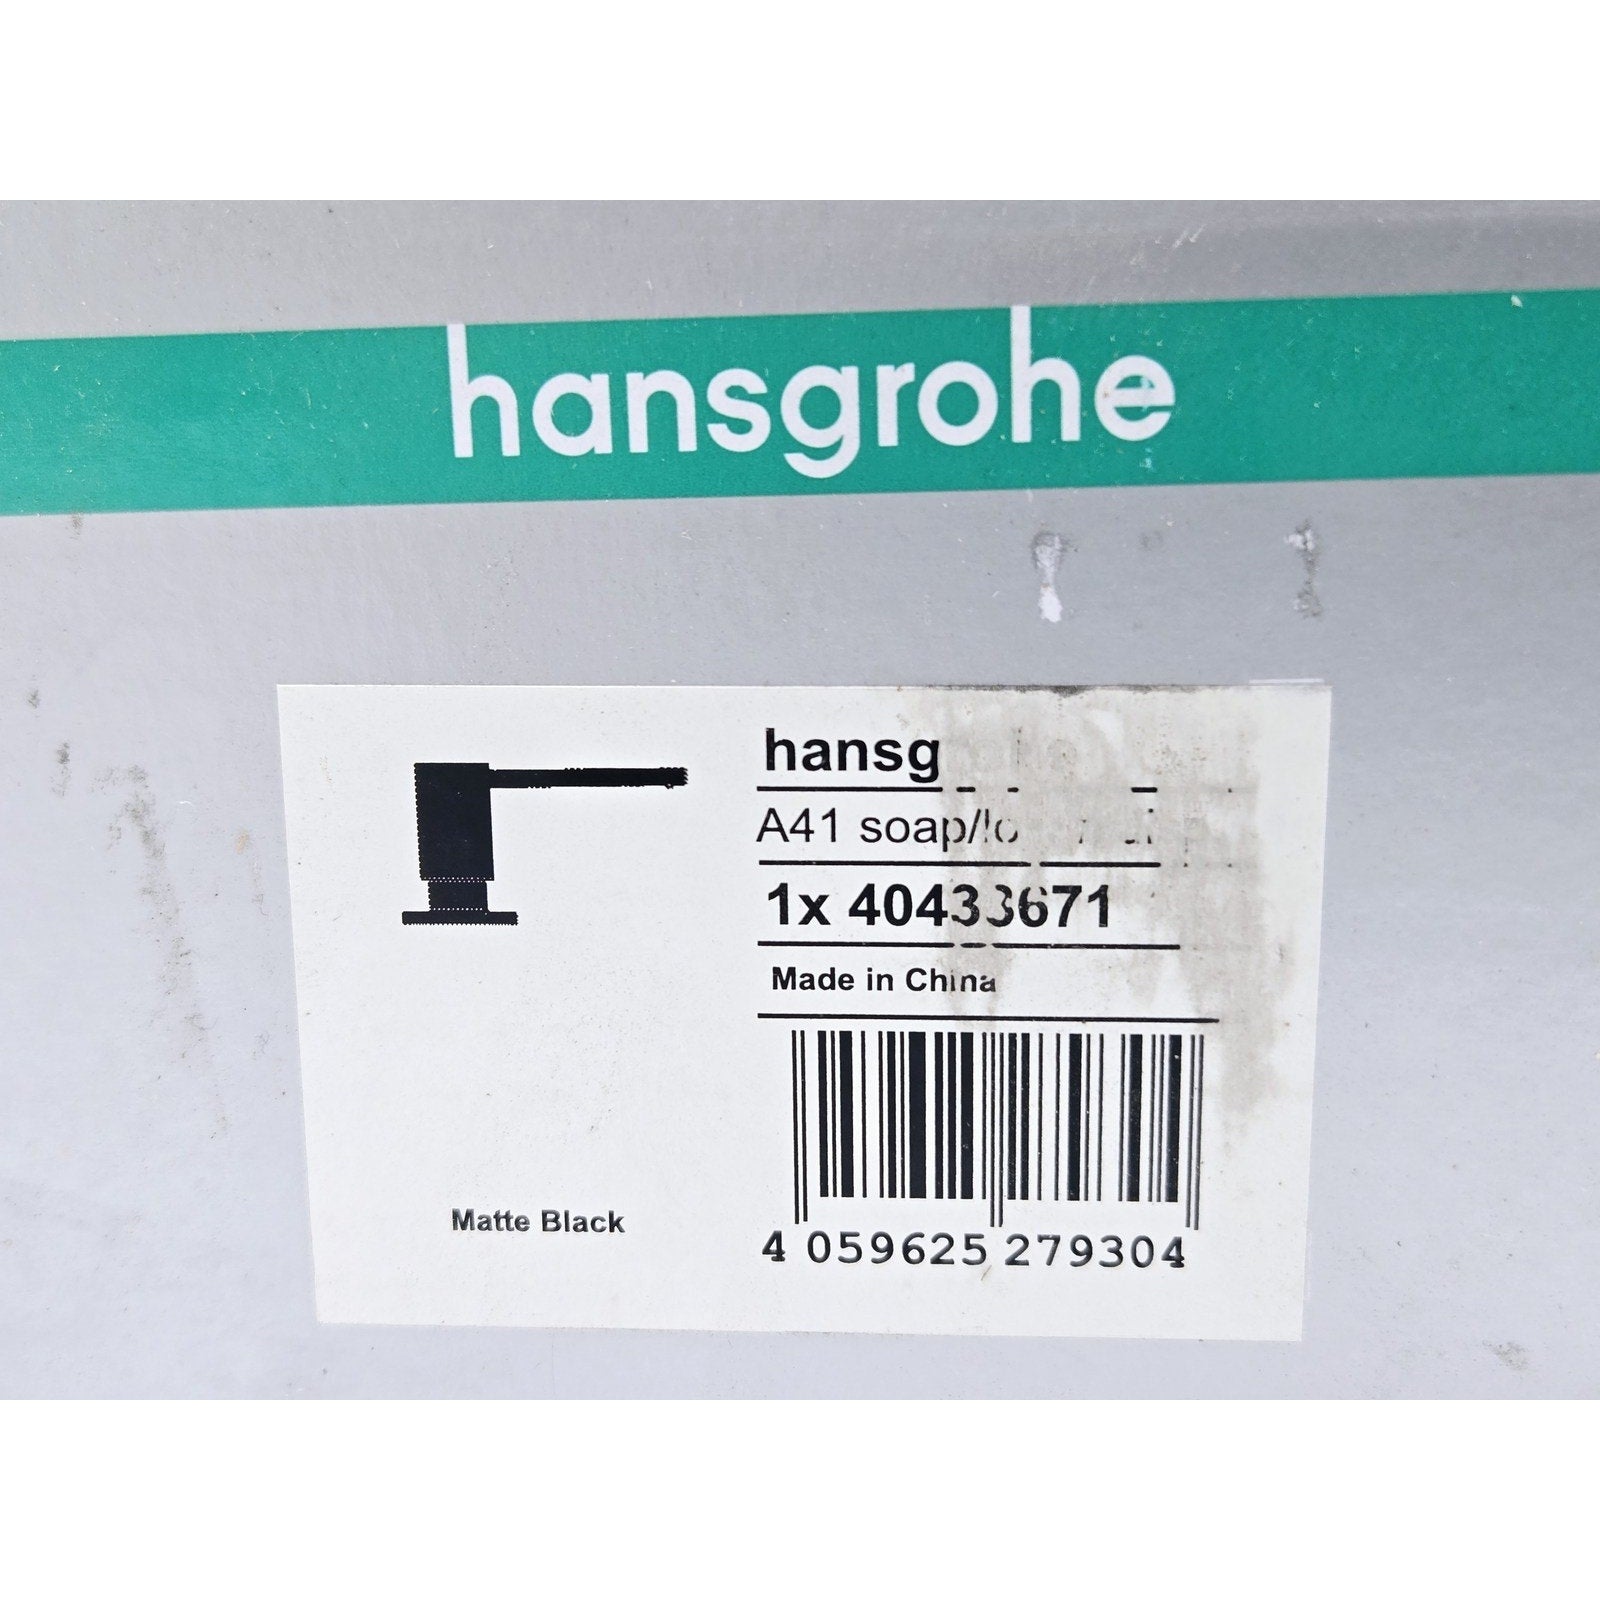 hansgrohe
hansg
A41 soap/lo
1x 40433671
Made in China
Matte Black
4 059625 279304